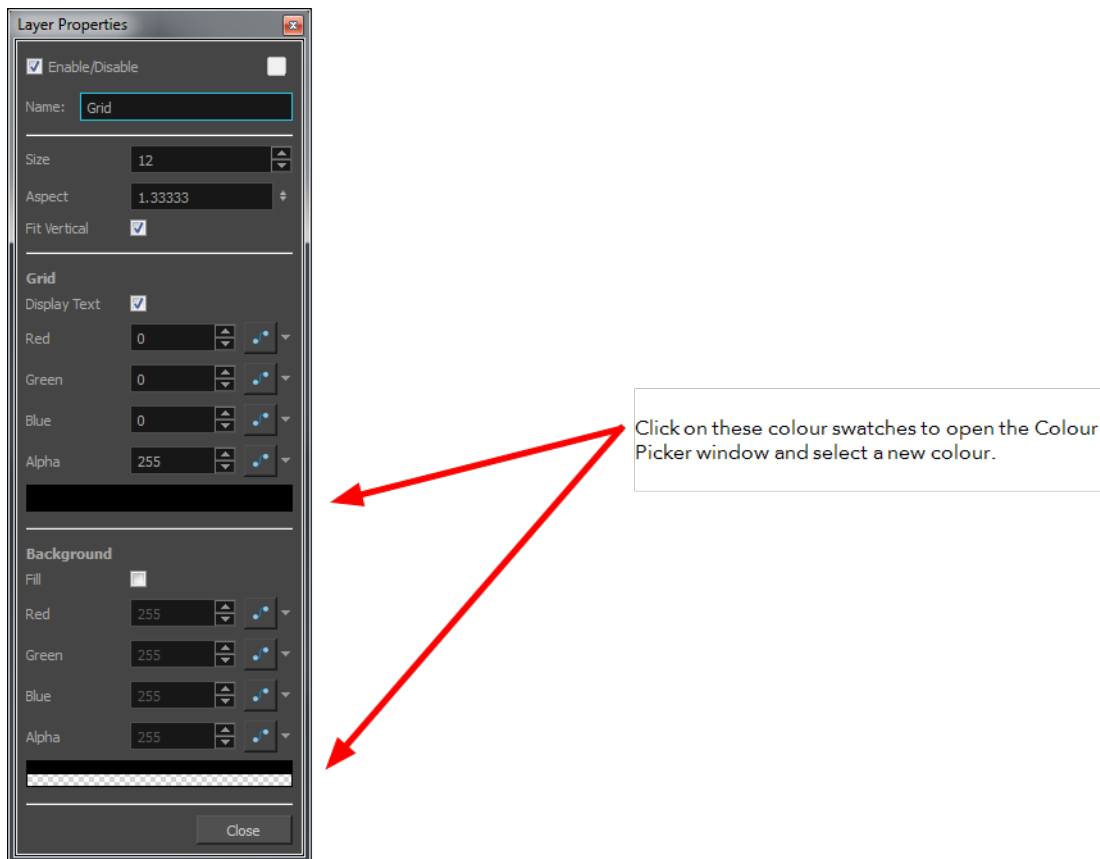 Layer Properties
Enable/Disable
Name: Grid
Size 12
Aspect 1.33333
Fit Vertical
Grid
Display Text
Red 0
Green 0
Blue 0
Alpha 255
Background
Fill
Red 255
Green 255
Blue 255
Alpha 255
Close
Click on these colour swatches to open the Colour
Picker window and select a new colour.